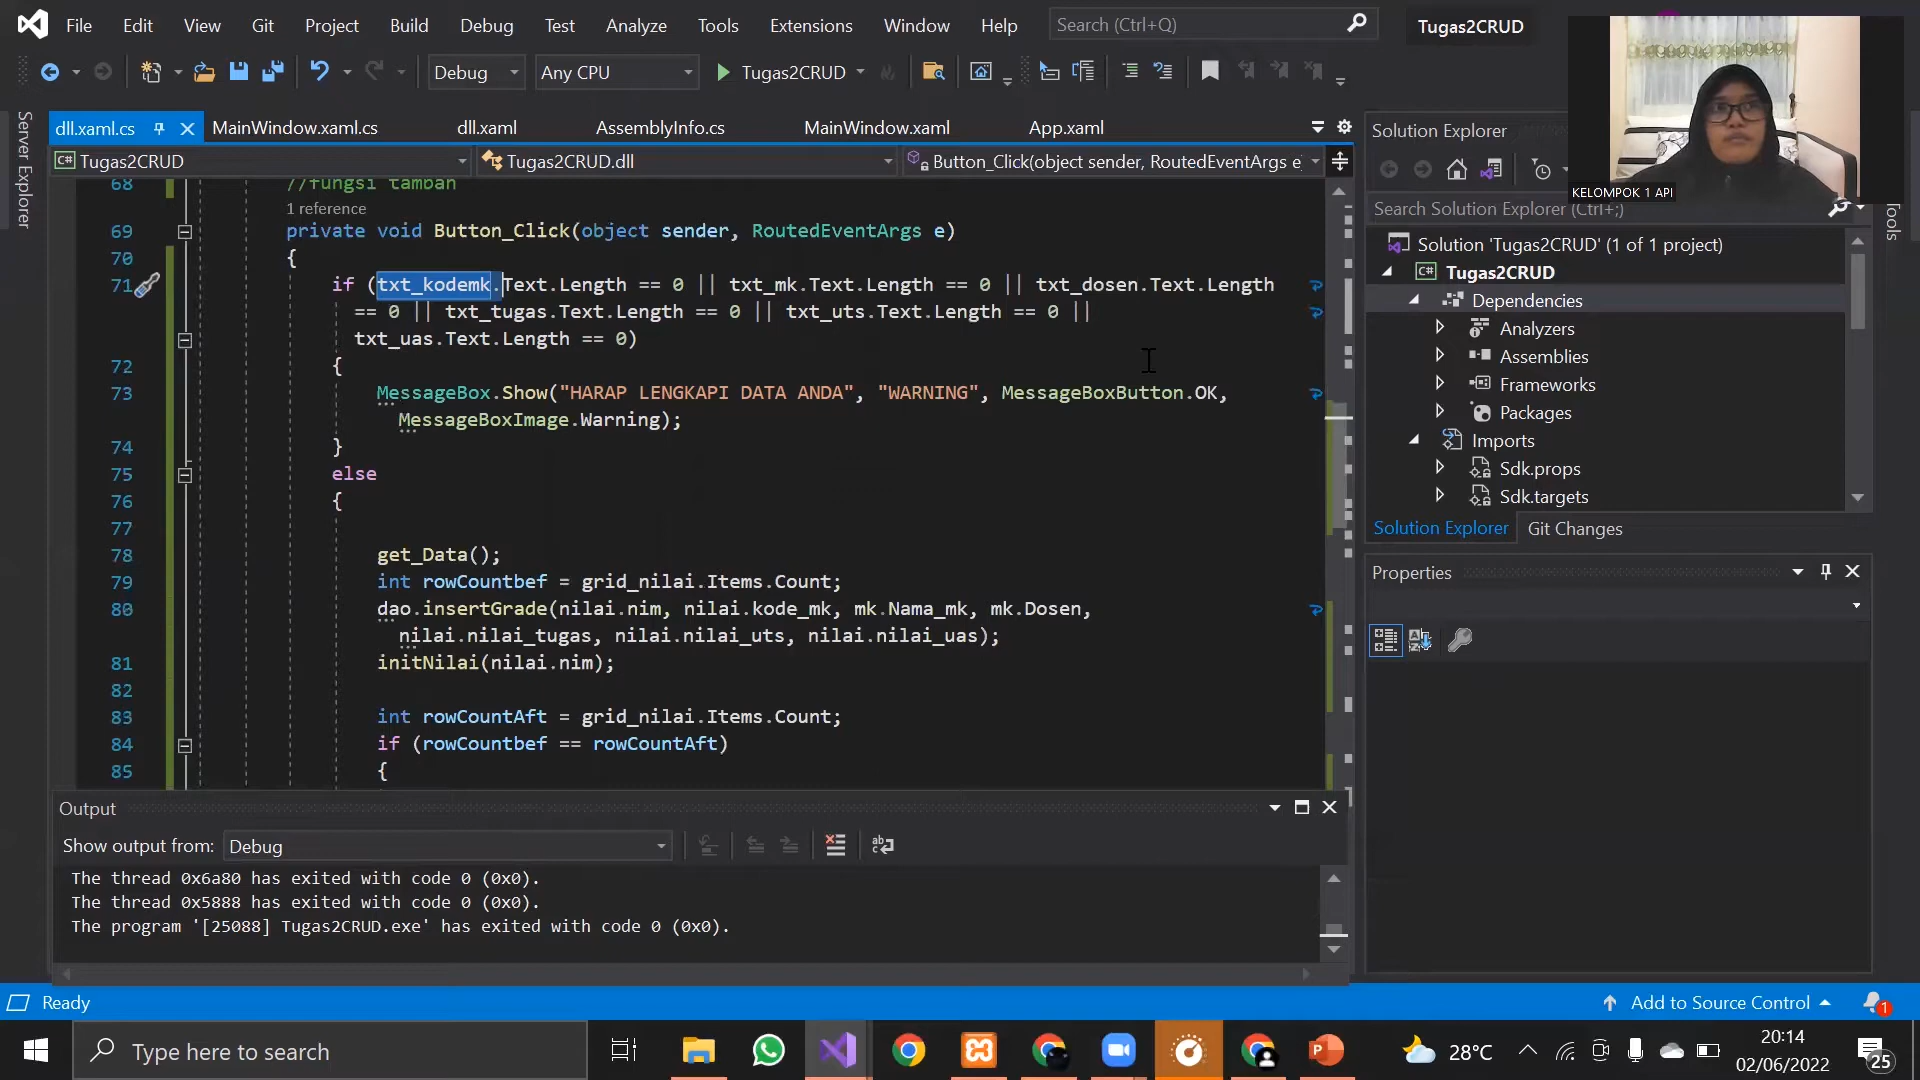 File Edit View Git Project Build Debug Test Analyze Tools Extensions Window Help Search (Ctrl+Q) Tugas2CRUD
Debug Any CPU Tugas2CRUD
Server Explorer
dll.xaml.cs MainWindow.xaml.cs dll.xaml AssemblyInfo.cs MainWindow.xaml App.xaml
C# Tugas2CRUD Tugas2CRUD.dll Button_Click(object sender, RoutedEventArgs e)
68 //fungsi tambah
1 reference
69 private void Button_Click(object sender, RoutedEventArgs e)
70 {
71 if (txt_kodemk.Text.Length == 0 || txt_mk.Text.Length == 0 || txt_dosen.Text.Length
== 0 || txt_tugas.Text.Length == 0 || txt_uts.Text.Length == 0 ||
txt_uas.Text.Length == 0)
72 {
73 MessageBox.Show("HARAP LENGKAPI DATA ANDA", "WARNING", MessageBoxButton.OK,
MessageBoxImage.Warning);
74 }
75 else
76 {
77
78 get_Data();
79 int rowCountbef = grid_nilai.Items.Count;
80 dao.insertGrade(nilai.nim, nilai.kode_mk, mk.Nama_mk, mk.Dosen,
nilai.nilai_tugas, nilai.nilai_uts, nilai.nilai_uas);
81 initNilai(nilai.nim);
82
83 int rowCountAft = grid_nilai.Items.Count;
84 if (rowCountbef == rowCountAft)
85 {
Output
Show output from: Debug
The thread 0x6a80 has exited with code 0 (0x0).
The thread 0x5888 has exited with code 0 (0x0).
The program '[25088] Tugas2CRUD.exe' has exited with code 0 (0x0).
Solution Explorer
KELOMPOK 1 API
Search Solution Explorer (Ctrl+;)
Solution 'Tugas2CRUD' (1 of 1 project)
C# Tugas2CRUD
Dependencies
Analyzers
Assemblies
Frameworks
Packages
Imports
Sdk.props
Sdk.targets
Solution Explorer Git Changes
Properties
Ready Add to Source Control 1
Type here to search 28°C 20:14
02/06/2022
25